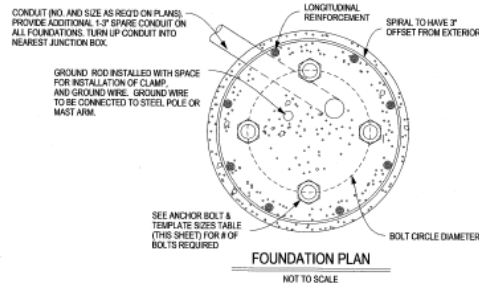 CONDUIT (NO. AND SIZE AS REQ'D ON PLANS).
PROVIDE ADDITIONAL 1-3" SPARE CONDUIT ON
ALL FOUNDATIONS. TURN UP CONDUIT INTO
NEAREST JUNCTION BOX.
LONGITUDINAL
REINFORCEMENT
SPIRAL TO HAVE 3"
OFFSET FROM EXTERIOR
GROUND ROD INSTALLED WITH SPACE
FOR INSTALLATION OF CLAMP,
AND GROUND WIRE. GROUND WIRE
TO BE CONNECTED TO STEEL POLE OR
MAST ARM.
SEE ANCHOR BOLT &
TEMPLATE SIZES TABLE
(THIS SHEET) FOR # OF
BOLTS REQUIRED
BOLT CIRCLE DIAMETER
FOUNDATION PLAN
NOT TO SCALE